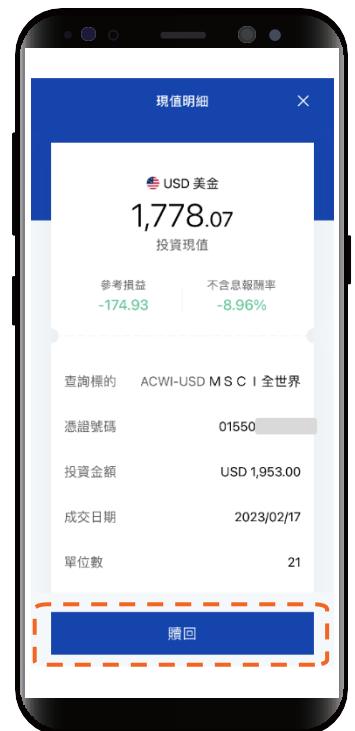 現值明細 ×
USD 美金
1,778.07
投資現值
參考損益 不含息報酬率
-174.93 -8.96%
查詢標的 ACWI-USD ＭＳＣＩ全世界
憑證號碼 01550
投資金額 USD 1,953.00
成交日期 2023/02/17
單位數 21
贖回